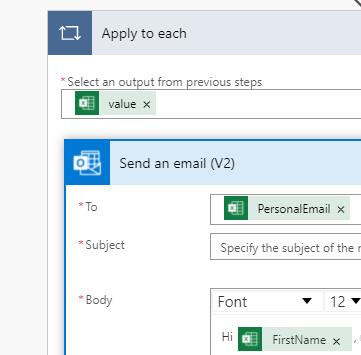 Apply to each
*Select an output from previous steps
value ×
Send an email (V2)
*To
PersonalEmail ×
*Subject
Specify the subject of the
*Body
Font 12
Hi FirstName × ,